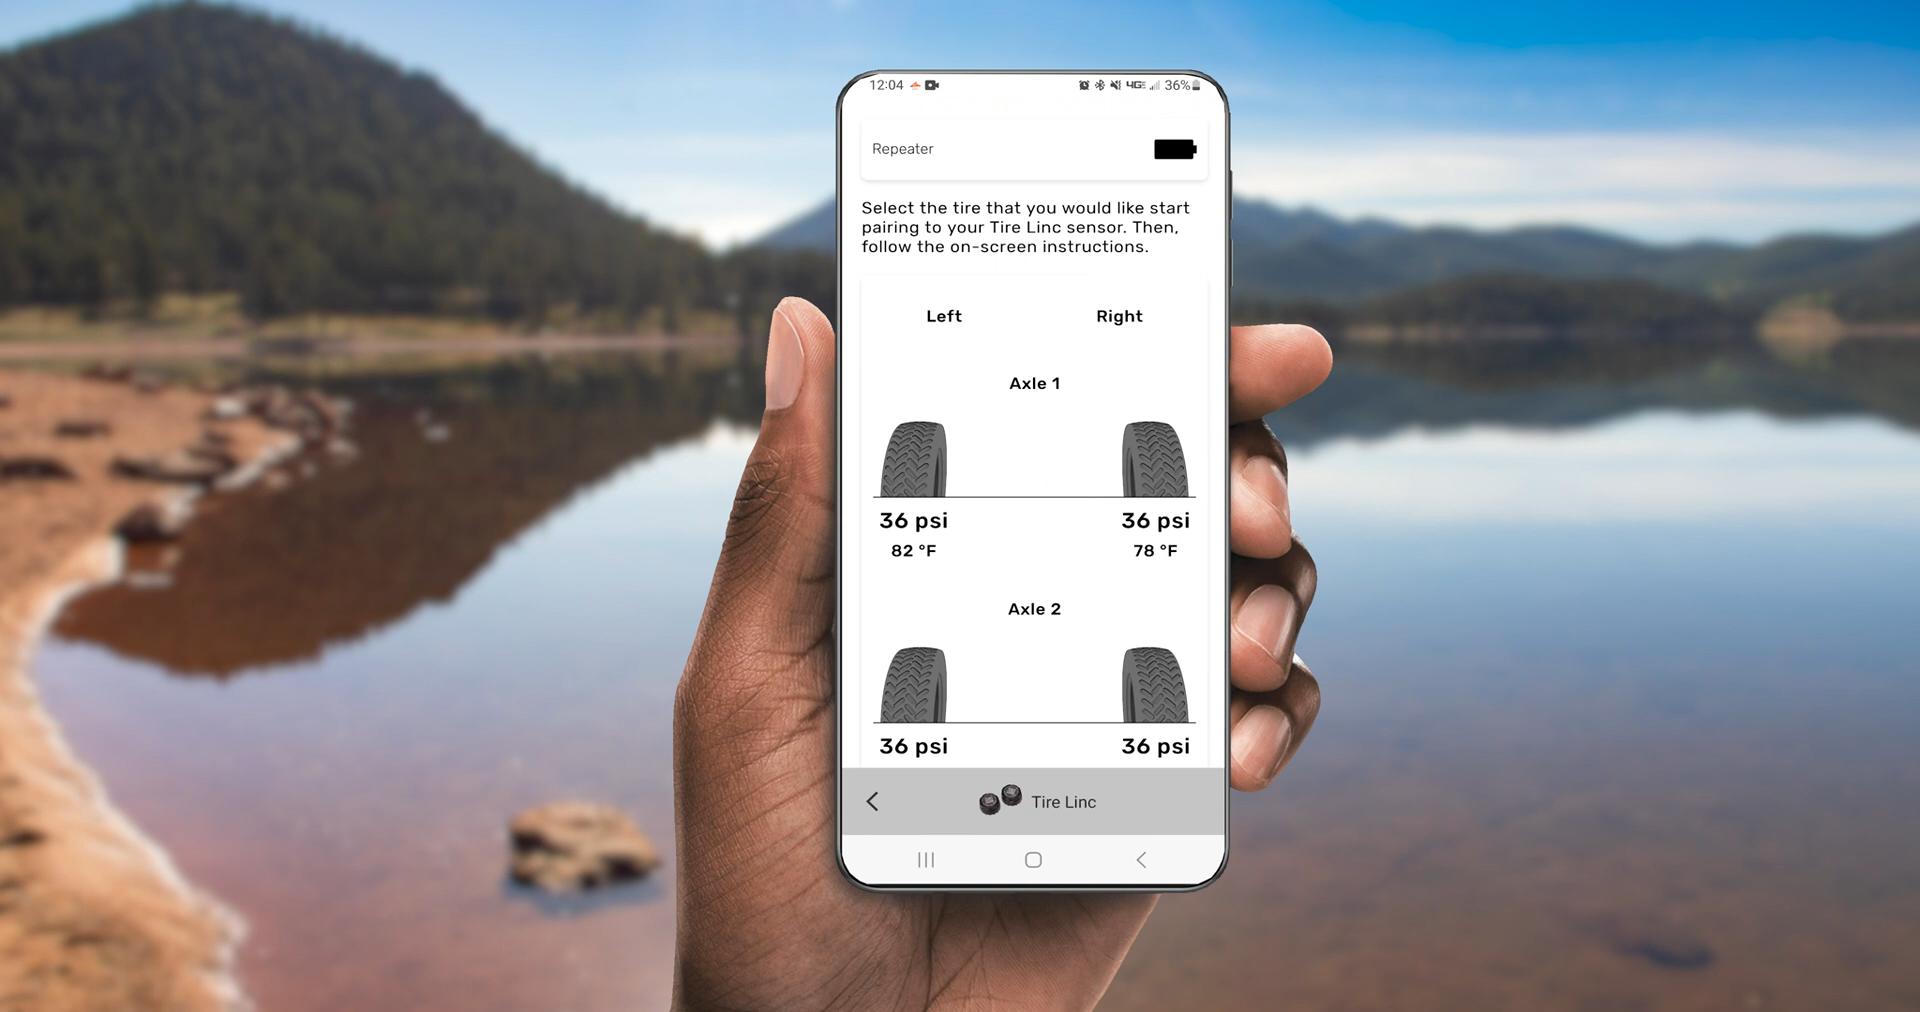 12:04 4GE 36%
Repeater
Select the tire that you would like start
pairing to your Tire Linc sensor. Then,
follow the on-screen instructions.
Left Right
Axle 1
36 psi 36 psi
82 °F 78 °F
Axle 2
36 psi 36 psi
Tire Linc